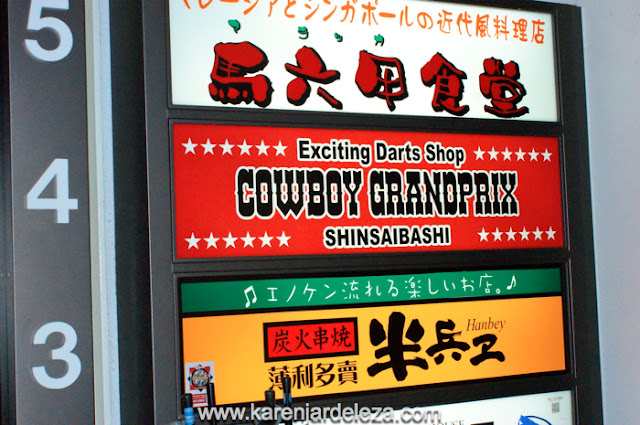 5
マレーシアとシンガポールの近代風料理店
馬六甲食堂
4
★★★★★★ Exciting Darts Shop ★★★★★★
COWBOY GRANDPRIX
★★★★★★ SHINSAIBASHI ★★★★★★
♫エノケン流れる楽しいお店。♪
3
炭火串焼
薄利多賣
半兵ヱ
Hanbey
www.karenjardeleza.com